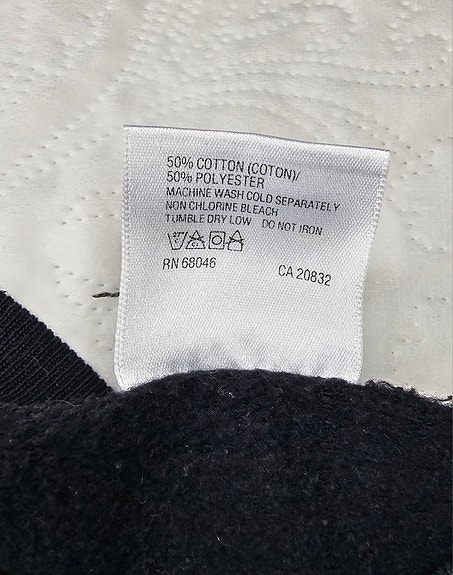 50% COTTON (COTON)/
50% POLYESTER
MACHINE WASH COLD SEPARATELY
NON CHLORINE BLEACH
TUMBLE DRY LOW DO NOT IRON
RN 68046 CA 20832